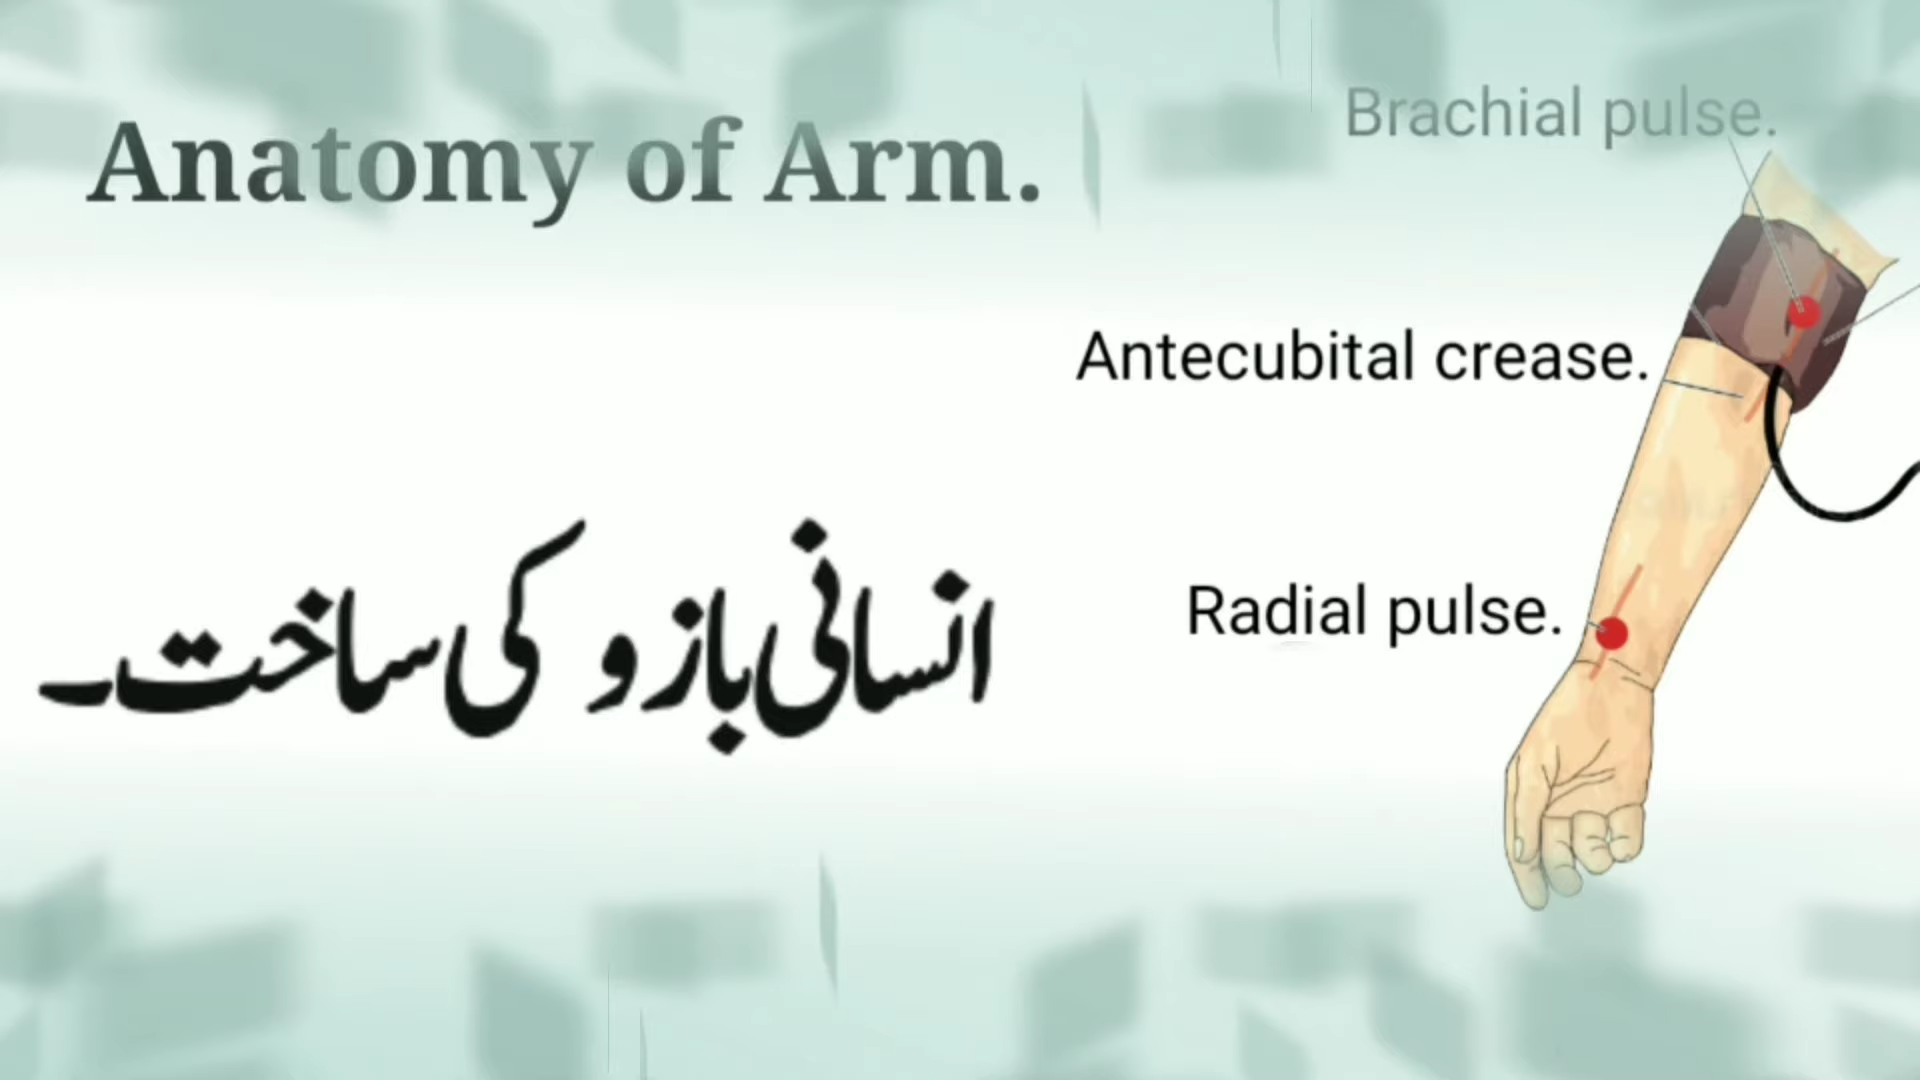 Anatomy of Arm.
Brachial pulse.
Antecubital crease.
انسانی بازو کی ساخت۔
Radial pulse.